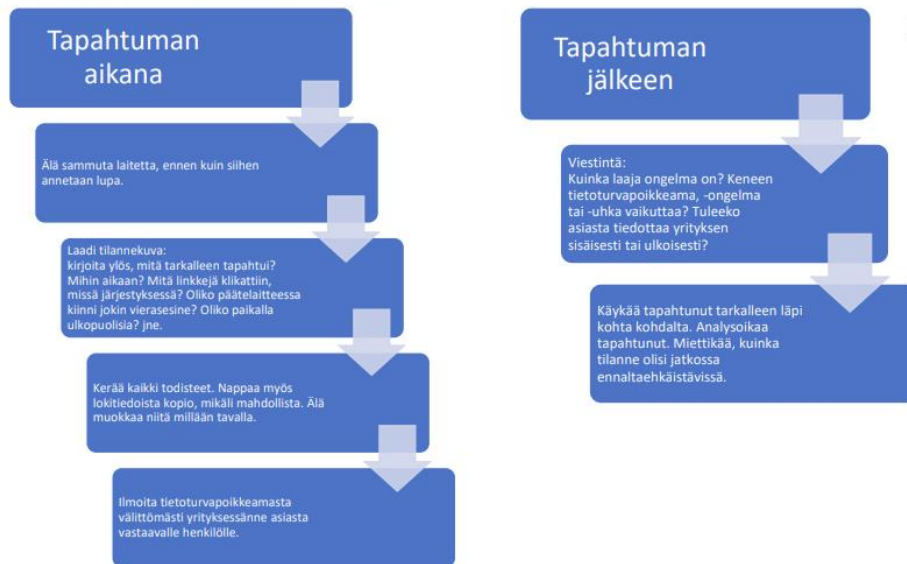 Tapahtuman
aikana
Älä sammuta laitetta, ennen kuin siihen
annetaan lupa.
Laadi tilannekuva:
kirjoita ylös, mitä tarkalleen tapahtui?
Mihin aikaan? Mitä linkkejä klikattiin,
missä järjestyksessä? Oliko päätelaitteessa
kiinni jokin vierasesine? Oliko paikalla
ulkopuolisia? jne.
Kerää kaikki todisteet. Nappaa myös
lokitiedoista kopio, mikäli mahdollista. Älä
muokkaa niitä millään tavalla.
Ilmoita tietoturvapoikkeamasta
välittömästi yrityksessänne asiasta
vastaavalle henkilölle.
Tapahtuman
jälkeen
Viestintä:
Kuinka laaja ongelma on? Keneen
tietoturvapoikkeama, -ongelma
tai -uhka vaikuttaa? Tuleeko
asiasta tiedottaa yrityksen
sisäisesti tai ulkoisesti?
Käykää tapahtunut tarkalleen läpi
kohta kohdalta. Analysoikaa
tapahtunut. Miettikää, kuinka
tilanne olisi jatkossa
ennaltaehkäistävissä.